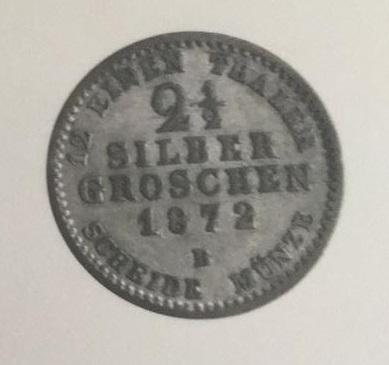 12 EINEN THALER
2½
SILBER
GROSCHEN
1872
B
SCHEIDE MÜNZE